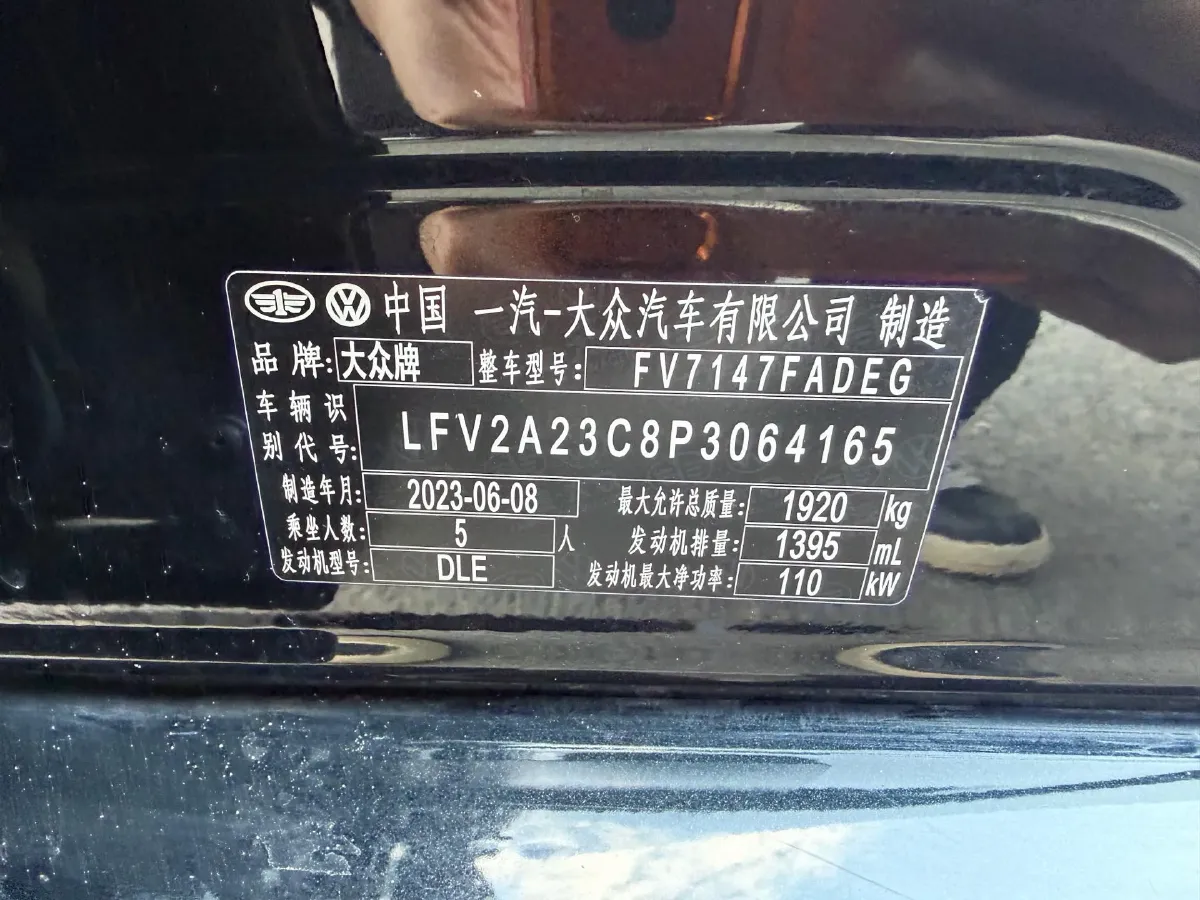 中国 一汽-大众汽车有限公司 制造
品牌: 大众牌 整车型号: FV7147FADEG
车辆识别代号: LFV2A23C8P3064165
制造年月: 2023-06-08 最大允许总质量: 1920 kg
乘坐人数: 5 人 发动机排量: 1395 mL
发动机型号: DLE 发动机最大净功率: 110 kW